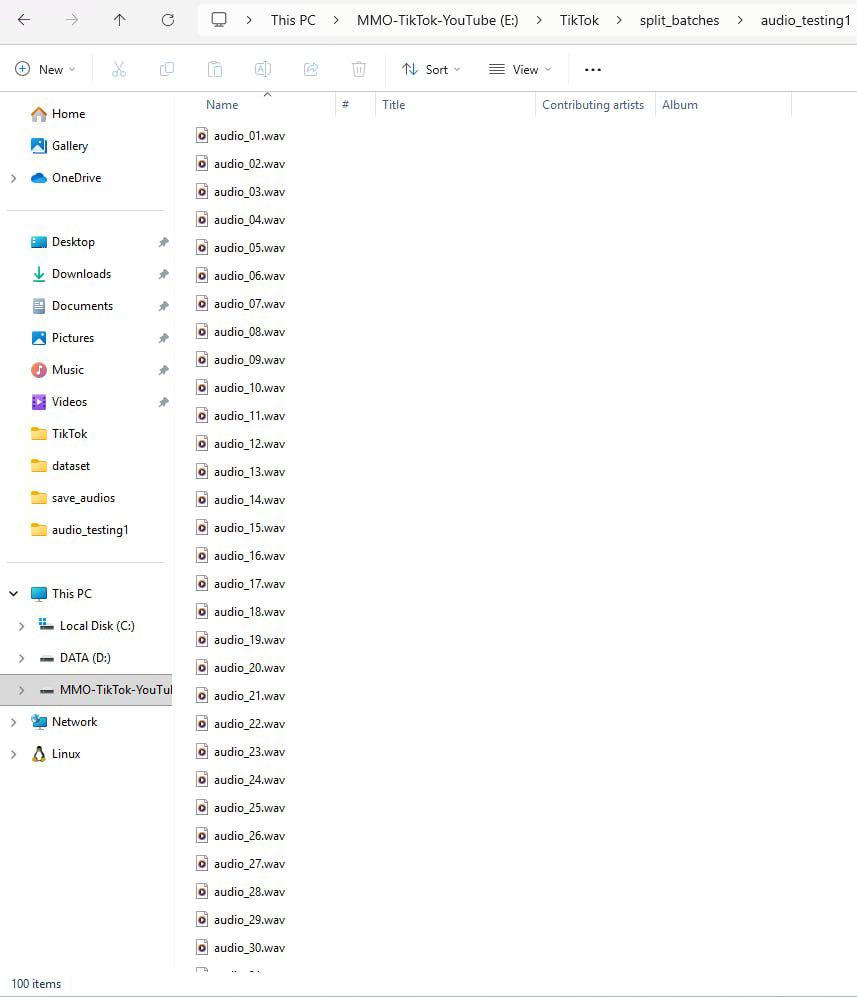 This PC > MMO-TikTok-YouTube (E:) > TikTok > split_batches > audio_testing1
New Sort View ...
Name # Title Contributing artists Album
Home
Gallery
OneDrive
Desktop
Downloads
Documents
Pictures
Music
Videos
TikTok
dataset
save_audios
audio_testing1
This PC
Local Disk (C:)
DATA (D:)
MMO-TikTok-YouTu
Network
Linux
audio_01.wav
audio_02.wav
audio_03.wav
audio_04.wav
audio_05.wav
audio_06.wav
audio_07.wav
audio_08.wav
audio_09.wav
audio_10.wav
audio_11.wav
audio_12.wav
audio_13.wav
audio_14.wav
audio_15.wav
audio_16.wav
audio_17.wav
audio_18.wav
audio_19.wav
audio_20.wav
audio_21.wav
audio_22.wav
audio_23.wav
audio_24.wav
audio_25.wav
audio_26.wav
audio_27.wav
audio_28.wav
audio_29.wav
audio_30.wav
100 items